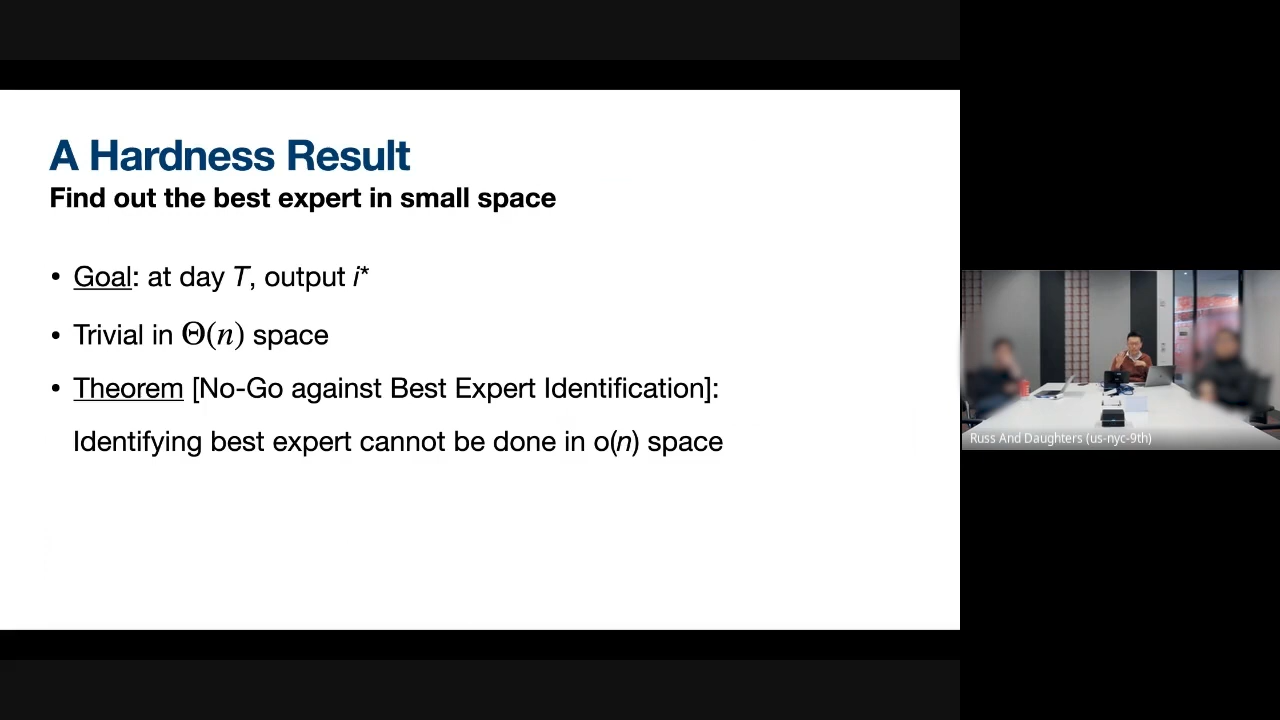 A Hardness Result
Find out the best expert in small space
• Goal: at day T, output i*
• Trivial in Θ(n) space
• Theorem [No-Go against Best Expert Identification]:
Identifying best expert cannot be done in o(n) space
Russ And Daughters (us-nyc-9th)